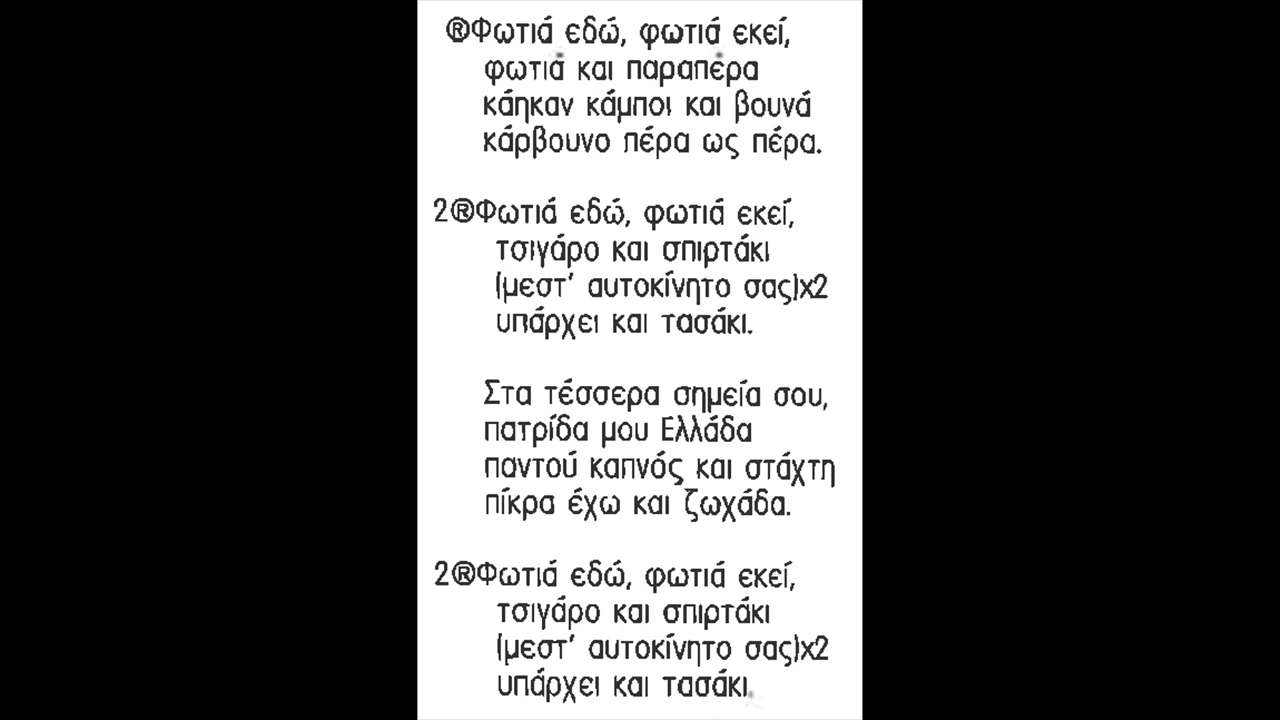 ®Φωτιά εδώ, φωτιά εκεί,
φωτιά και παραπέρα
κάηκαν κάμποι και βουνά
κάρβουνο πέρα ως πέρα.
2®Φωτιά εδώ, φωτιά εκεί,
τσιγάρο και σπιρτάκι
(μεστ' αυτοκίνητο σας)x2
υπάρχει και τασάκι.
Στα τέσσερα σημεία σου,
πατρίδα μου Ελλάδα
παντού καπνός και στάχτη
πίκρα έχω και ζωχάδα.
2®Φωτιά εδώ, φωτιά εκεί,
τσιγάρο και σπιρτάκι
(μεστ' αυτοκίνητο σας)x2
υπάρχει και τασάκι.